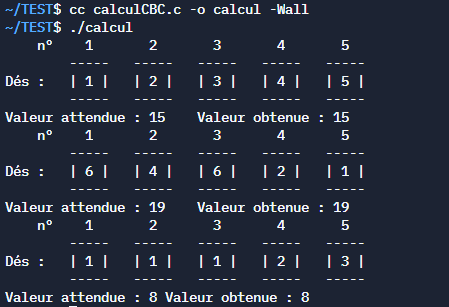 ~/TEST$ cc calculCBC.c -o calcul -Wall
~/TEST$ ./calcul
n° 1 2 3 4 5
----- ----- ----- ----- -----
Dés : | 1 | | 2 | | 3 | | 4 | | 5 |
----- ----- ----- ----- -----
Valeur attendue : 15 Valeur obtenue : 15
n° 1 2 3 4 5
----- ----- ----- ----- -----
Dés : | 6 | | 4 | | 6 | | 2 | | 1 |
----- ----- ----- ----- -----
Valeur attendue : 19 Valeur obtenue : 19
n° 1 2 3 4 5
----- ----- ----- ----- -----
Dés : | 1 | | 1 | | 1 | | 2 | | 3 |
----- ----- ----- ----- -----
Valeur attendue : 8 Valeur obtenue : 8